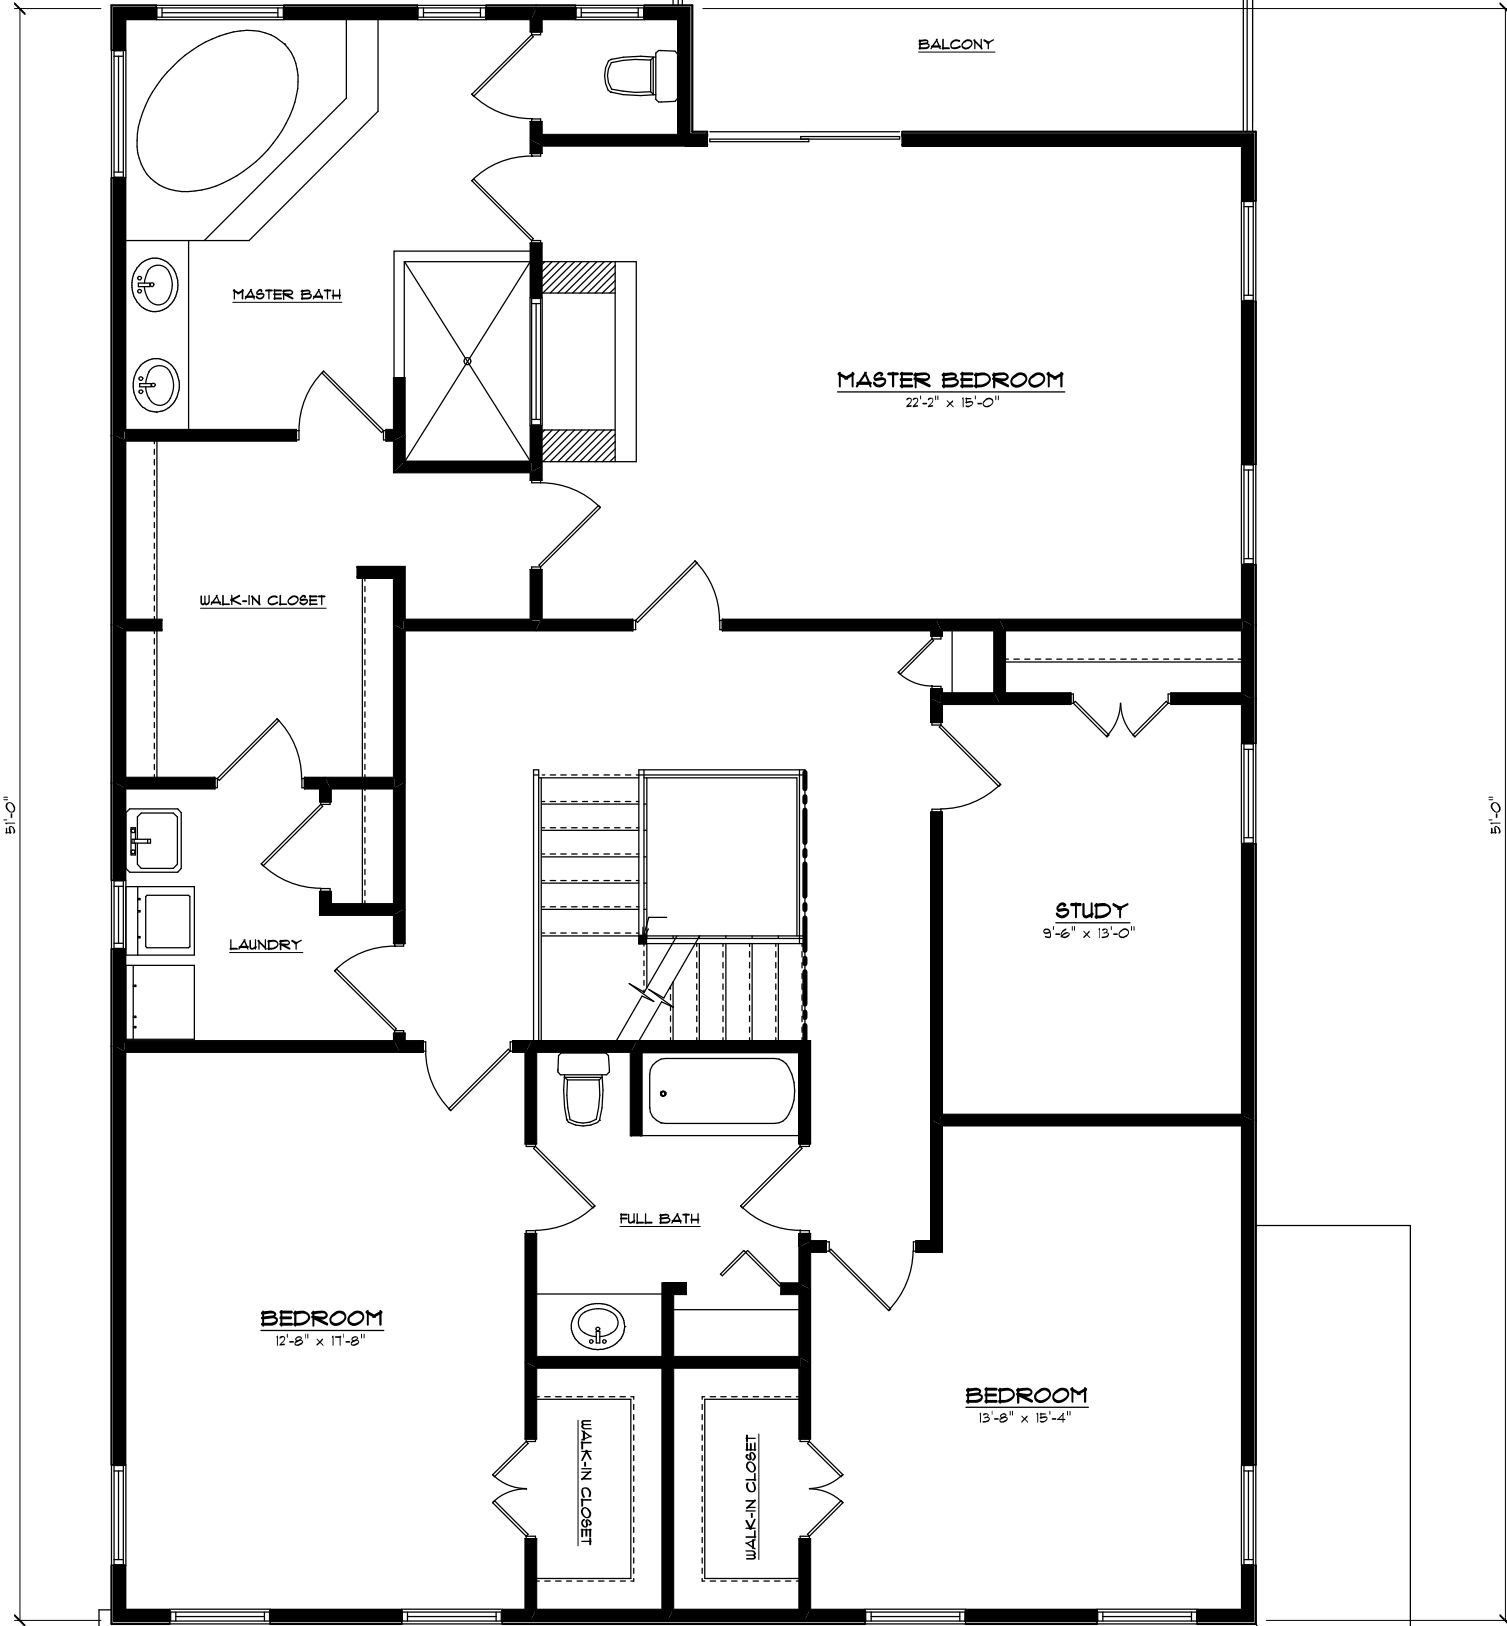 BALCONY
MASTER BATH
MASTER BEDROOM
22'-2" x 15'-0"
WALK-IN CLOSET
51'-0"
51'-0"
STUDY
9'-6" x 13'-0"
LAUNDRY
FULL BATH
BEDROOM
12'-8" x 17'-8"
BEDROOM
13'-8" x 15'-4"
WALK-IN CLOSET
WALK-IN CLOSET